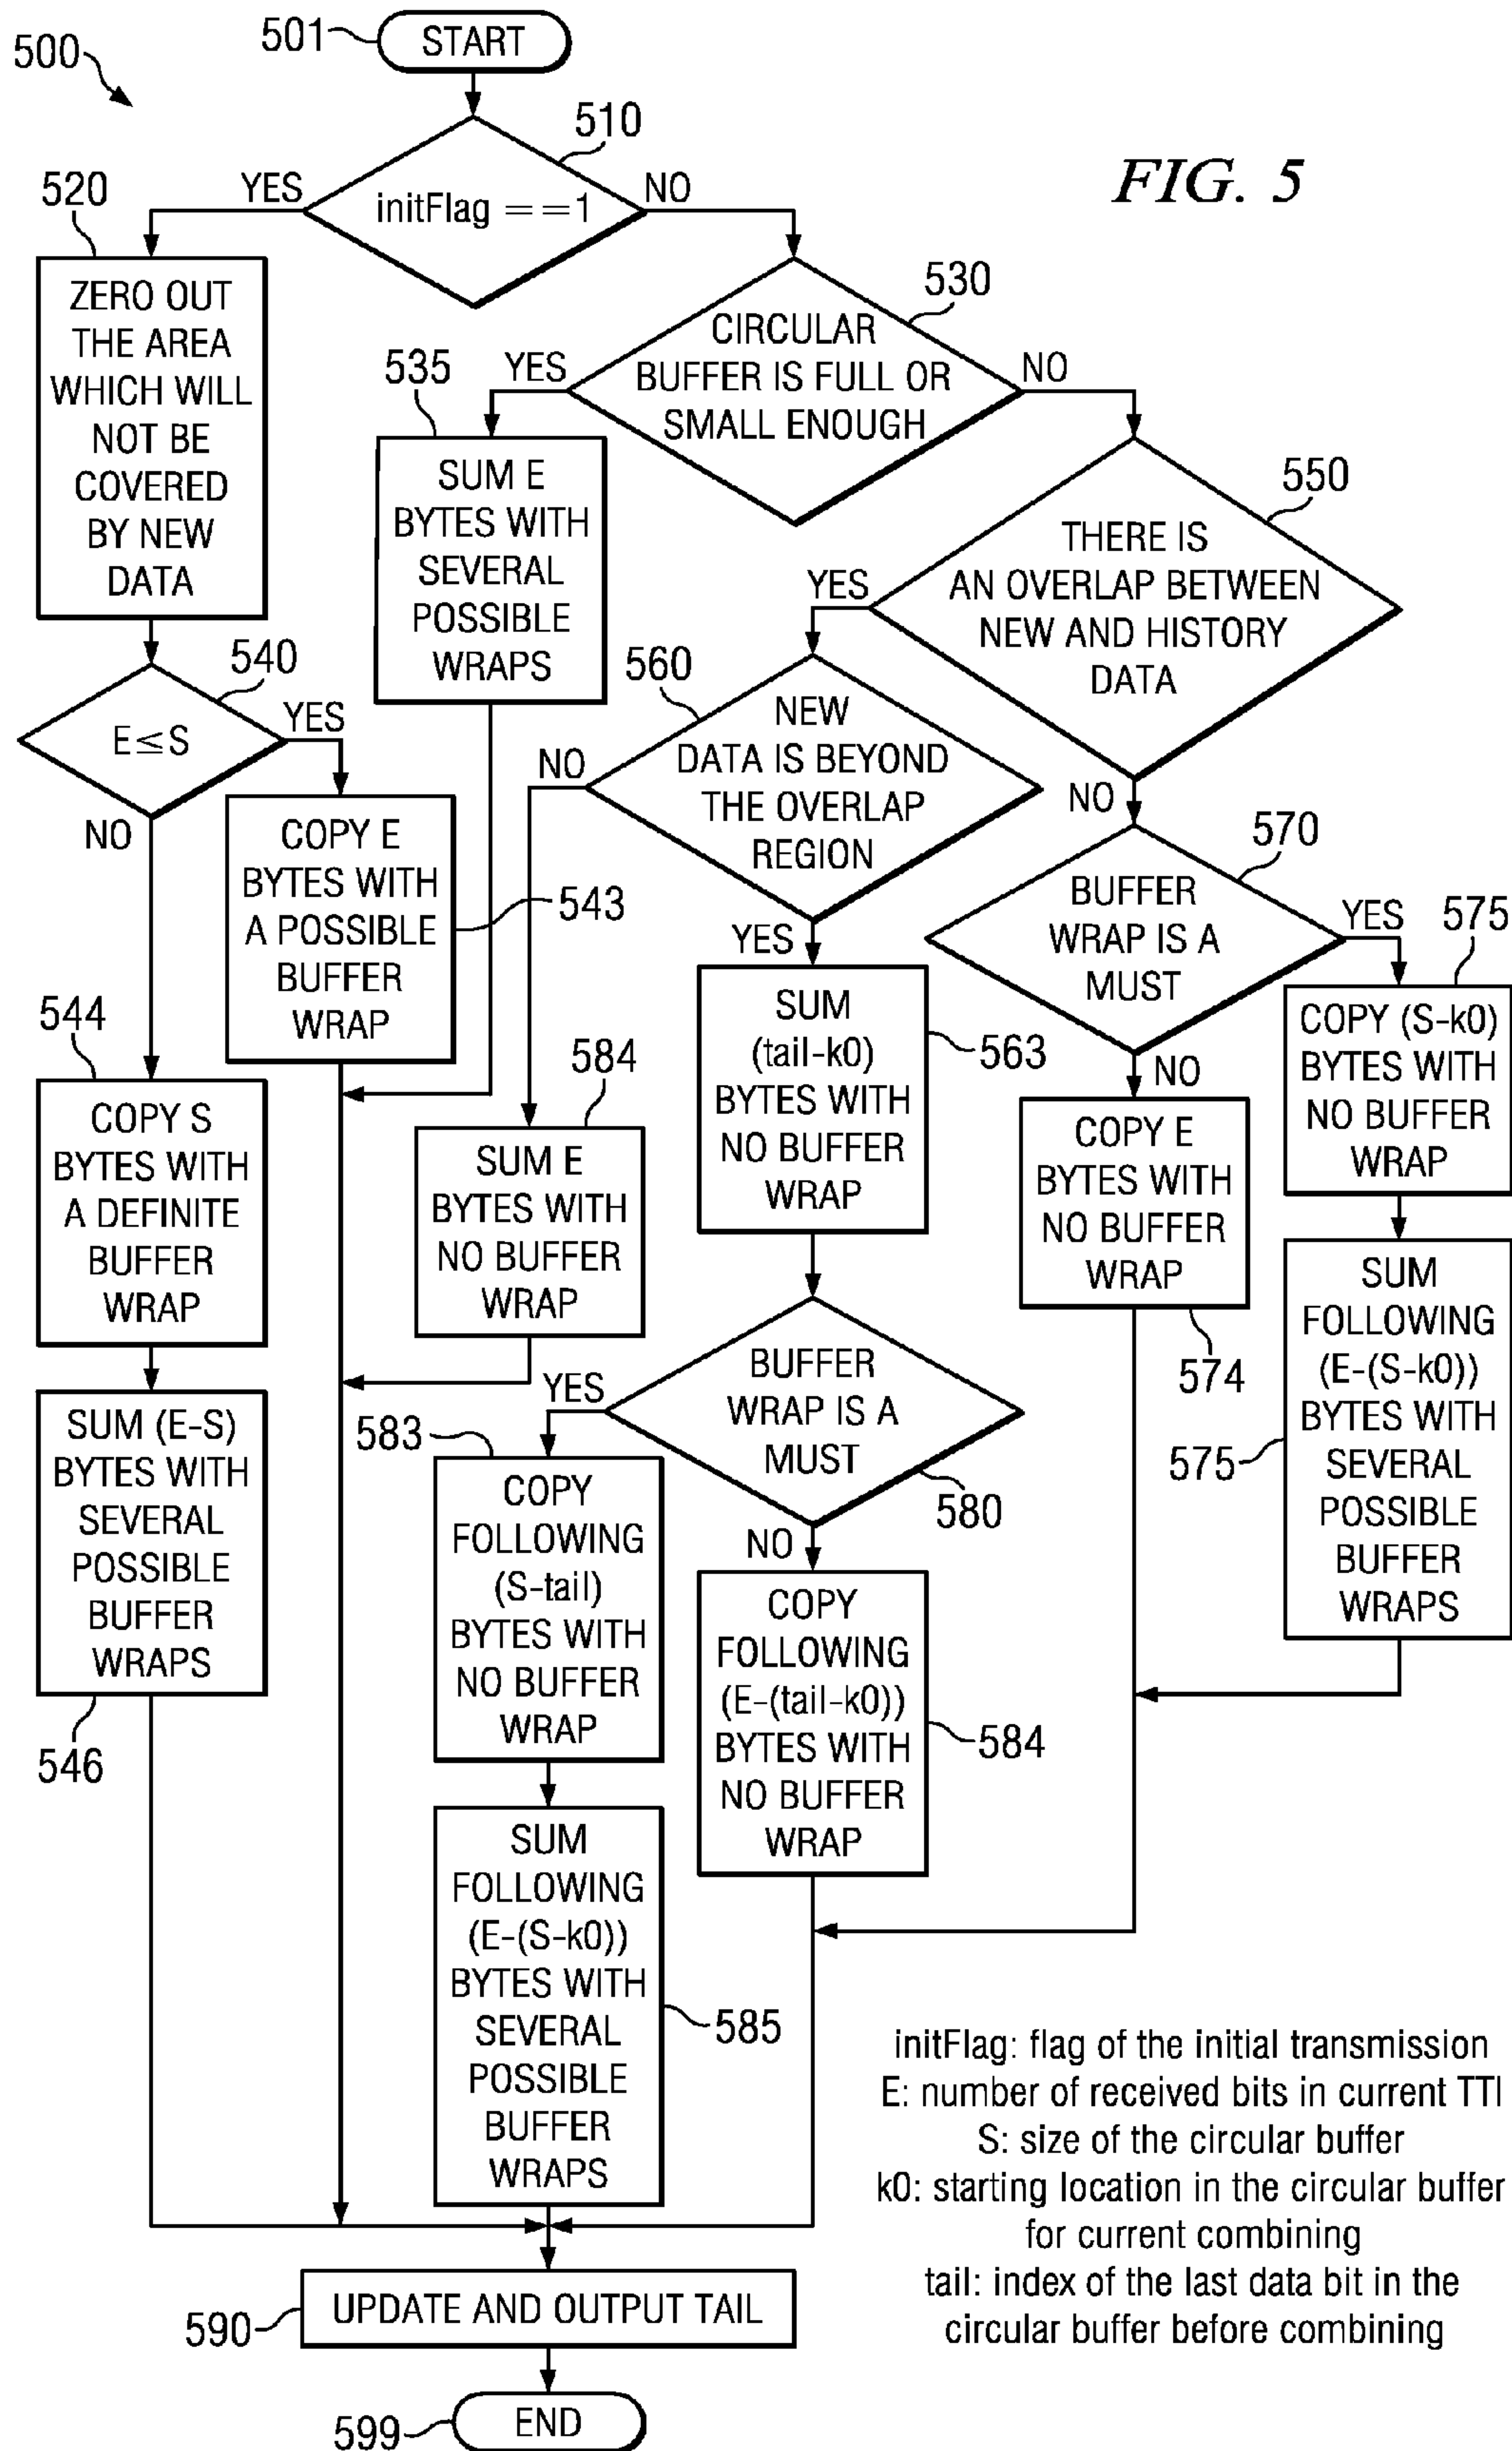 500
501
START
510
FIG. 5
520
YES
initFlag ==1
NO
ZERO OUT
THE AREA
WHICH WILL
NOT BE
COVERED
BY NEW
DATA
530
CIRCULAR
BUFFER IS FULL OR
SMALL ENOUGH
YES
NO
535
SUM E
BYTES WITH
SEVERAL
POSSIBLE
WRAPS
550
THERE IS
AN OVERLAP BETWEEN
NEW AND HISTORY
DATA
YES
NO
540
E≤S
YES
NO
560
NEW
DATA IS BEYOND
THE OVERLAP
REGION
NO
YES
543
COPY E
BYTES WITH
A POSSIBLE
BUFFER
WRAP
570
BUFFER
WRAP IS A
MUST
YES
NO
575
COPY (S-k0)
BYTES WITH
NO BUFFER
WRAP
544
COPY S
BYTES WITH
A DEFINITE
BUFFER
WRAP
584
SUM E
BYTES WITH
NO BUFFER
WRAP
563
SUM
(tail-k0)
BYTES WITH
NO BUFFER
WRAP
COPY E
BYTES WITH
NO BUFFER
WRAP
574
575
SUM
FOLLOWING
(E-(S-k0))
BYTES WITH
SEVERAL
POSSIBLE
BUFFER
WRAPS
SUM (E-S)
BYTES WITH
SEVERAL
POSSIBLE
BUFFER
WRAPS
546
BUFFER
WRAP IS A
MUST
580
YES
NO
583
COPY
FOLLOWING
(S-tail)
BYTES WITH
NO BUFFER
WRAP
COPY
FOLLOWING
(E-(tail-k0))
BYTES WITH
NO BUFFER
WRAP
584
SUM
FOLLOWING
(E-(S-k0))
BYTES WITH
SEVERAL
POSSIBLE
BUFFER
WRAPS
585
initFlag: flag of the initial transmission
E: number of received bits in current TTI
S: size of the circular buffer
k0: starting location in the circular buffer
for current combining
tail: index of the last data bit in the
circular buffer before combining
590
UPDATE AND OUTPUT TAIL
599
END